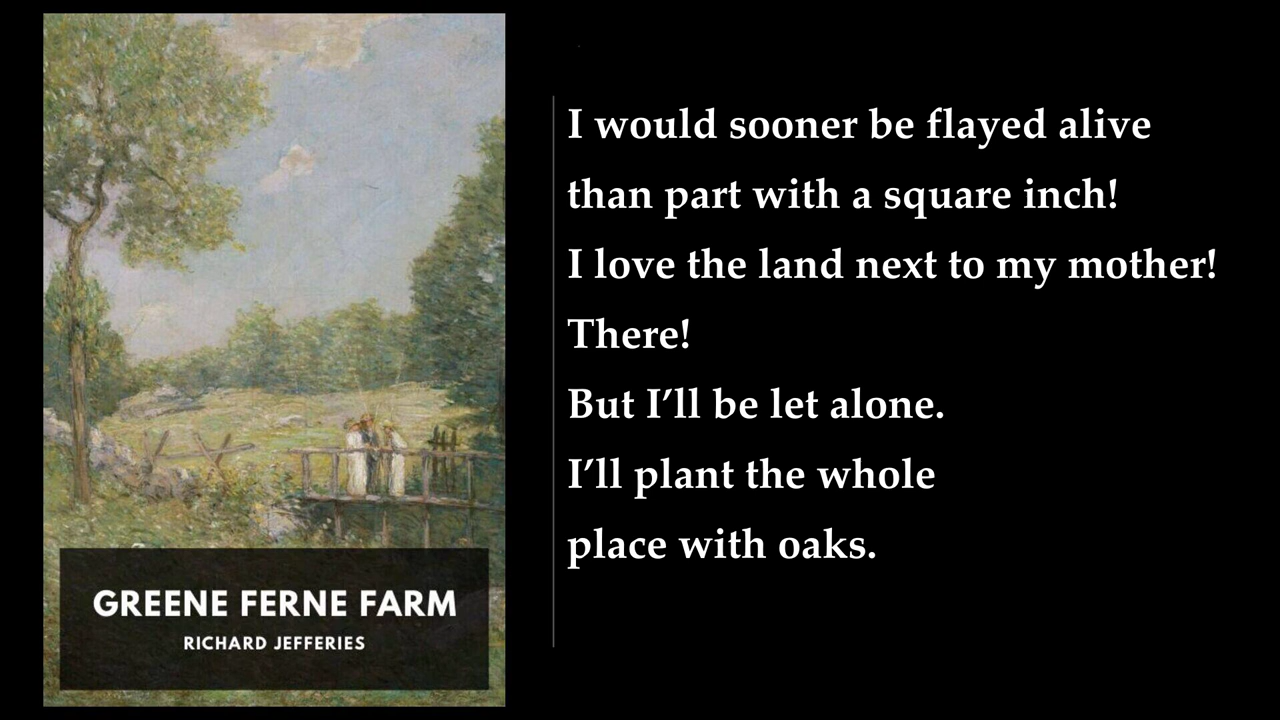 GREENE FERNE FARM
RICHARD JEFFERIES
I would sooner be flayed alive
than part with a square inch!
I love the land next to my mother!
There!
But I’ll be let alone.
I’ll plant the whole
place with oaks.